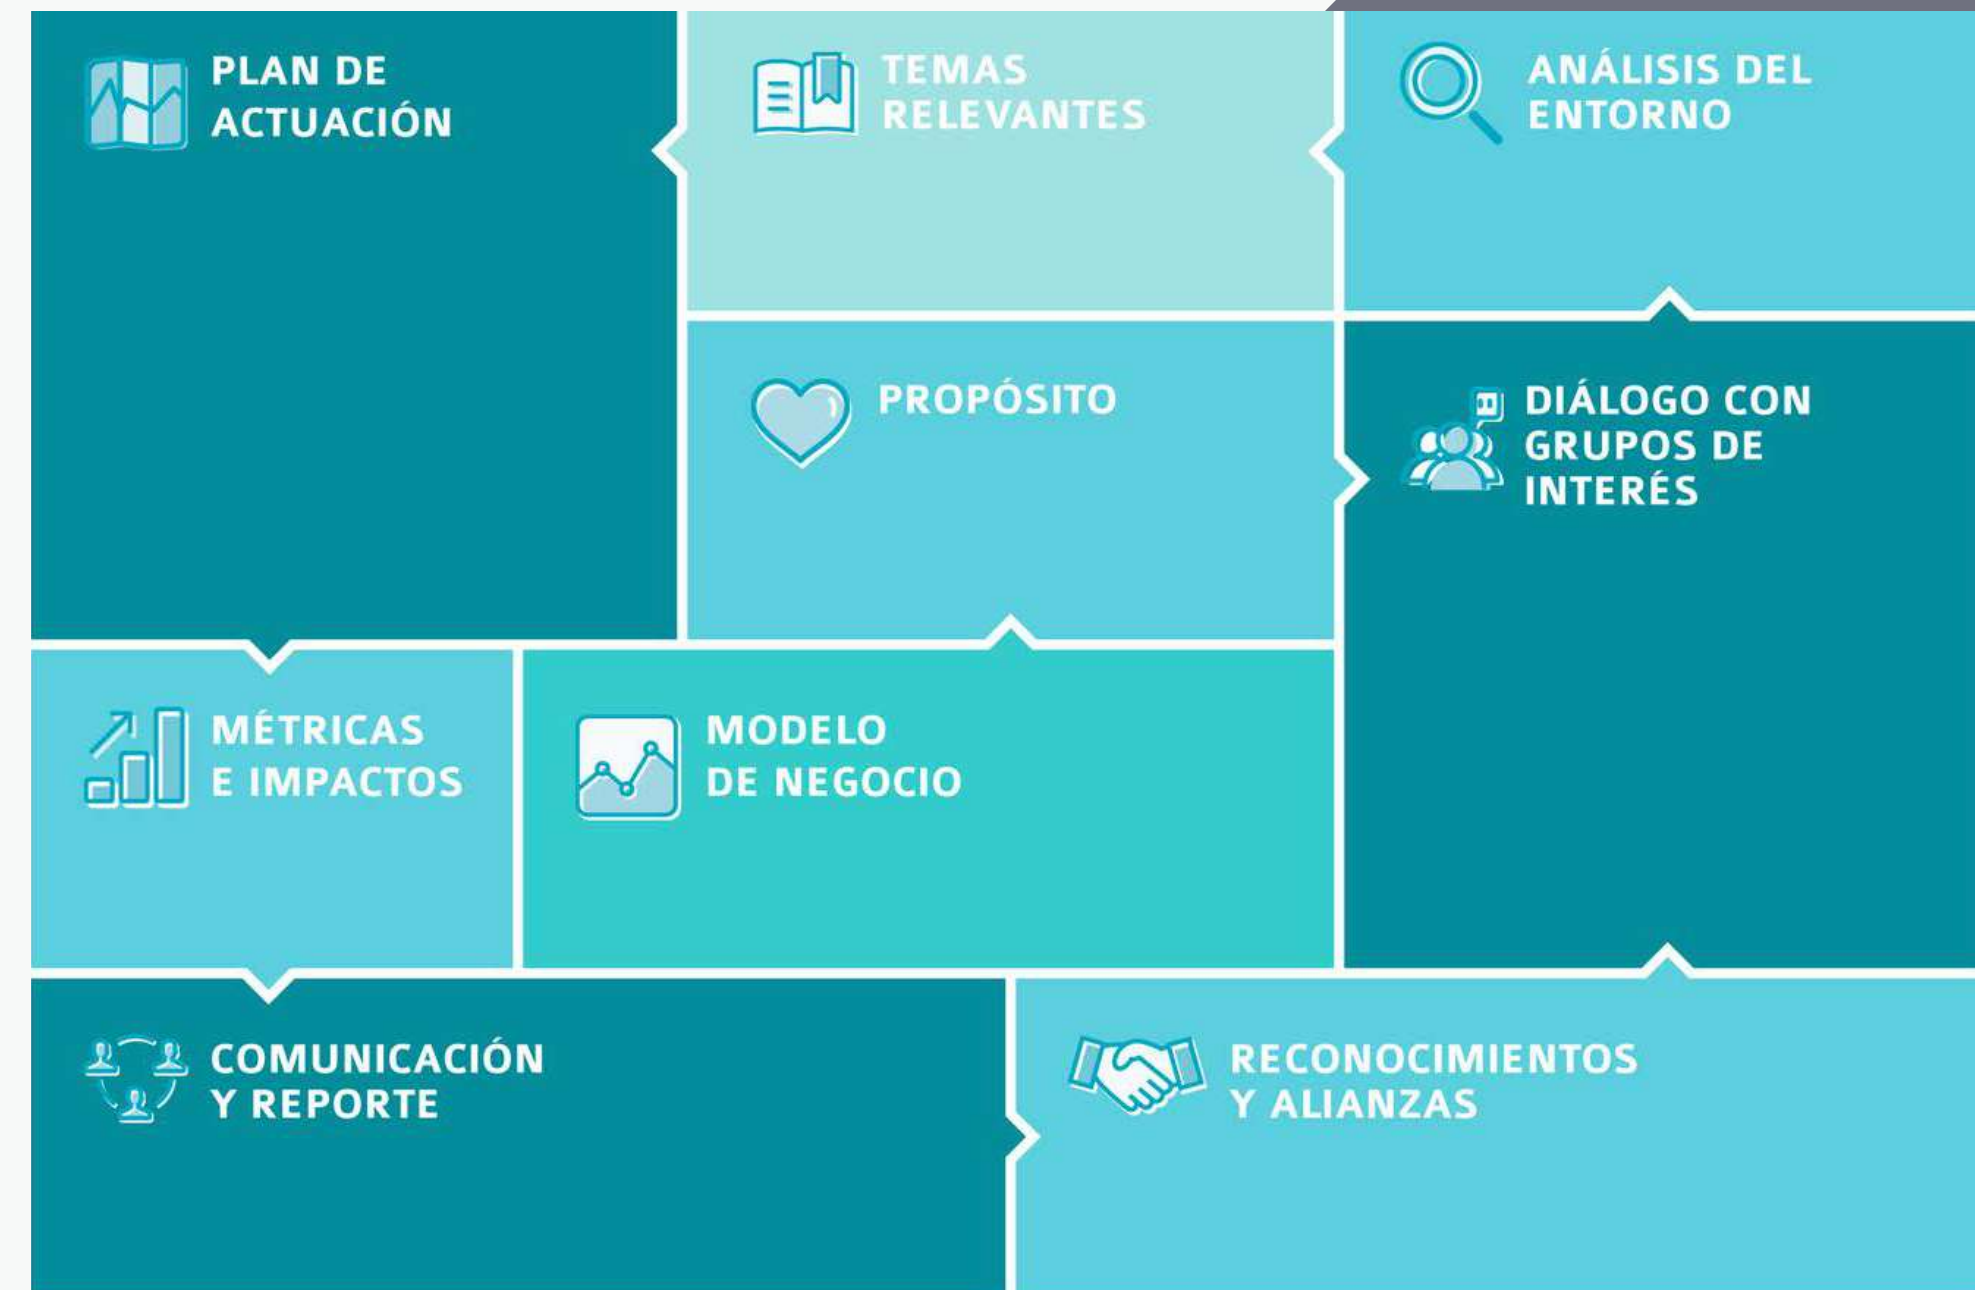 PLAN DE
ACTUACIÓN
TEMAS
RELEVANTES
ANÁLISIS DEL
ENTORNO
PROPÓSITO
DIÁLOGO CON
GRUPOS DE
INTERÉS
MÉTRICAS
E IMPACTOS
MODELO
DE NEGOCIO
COMUNICACIÓN
Y REPORTE
RECONOCIMIENTOS
Y ALIANZAS